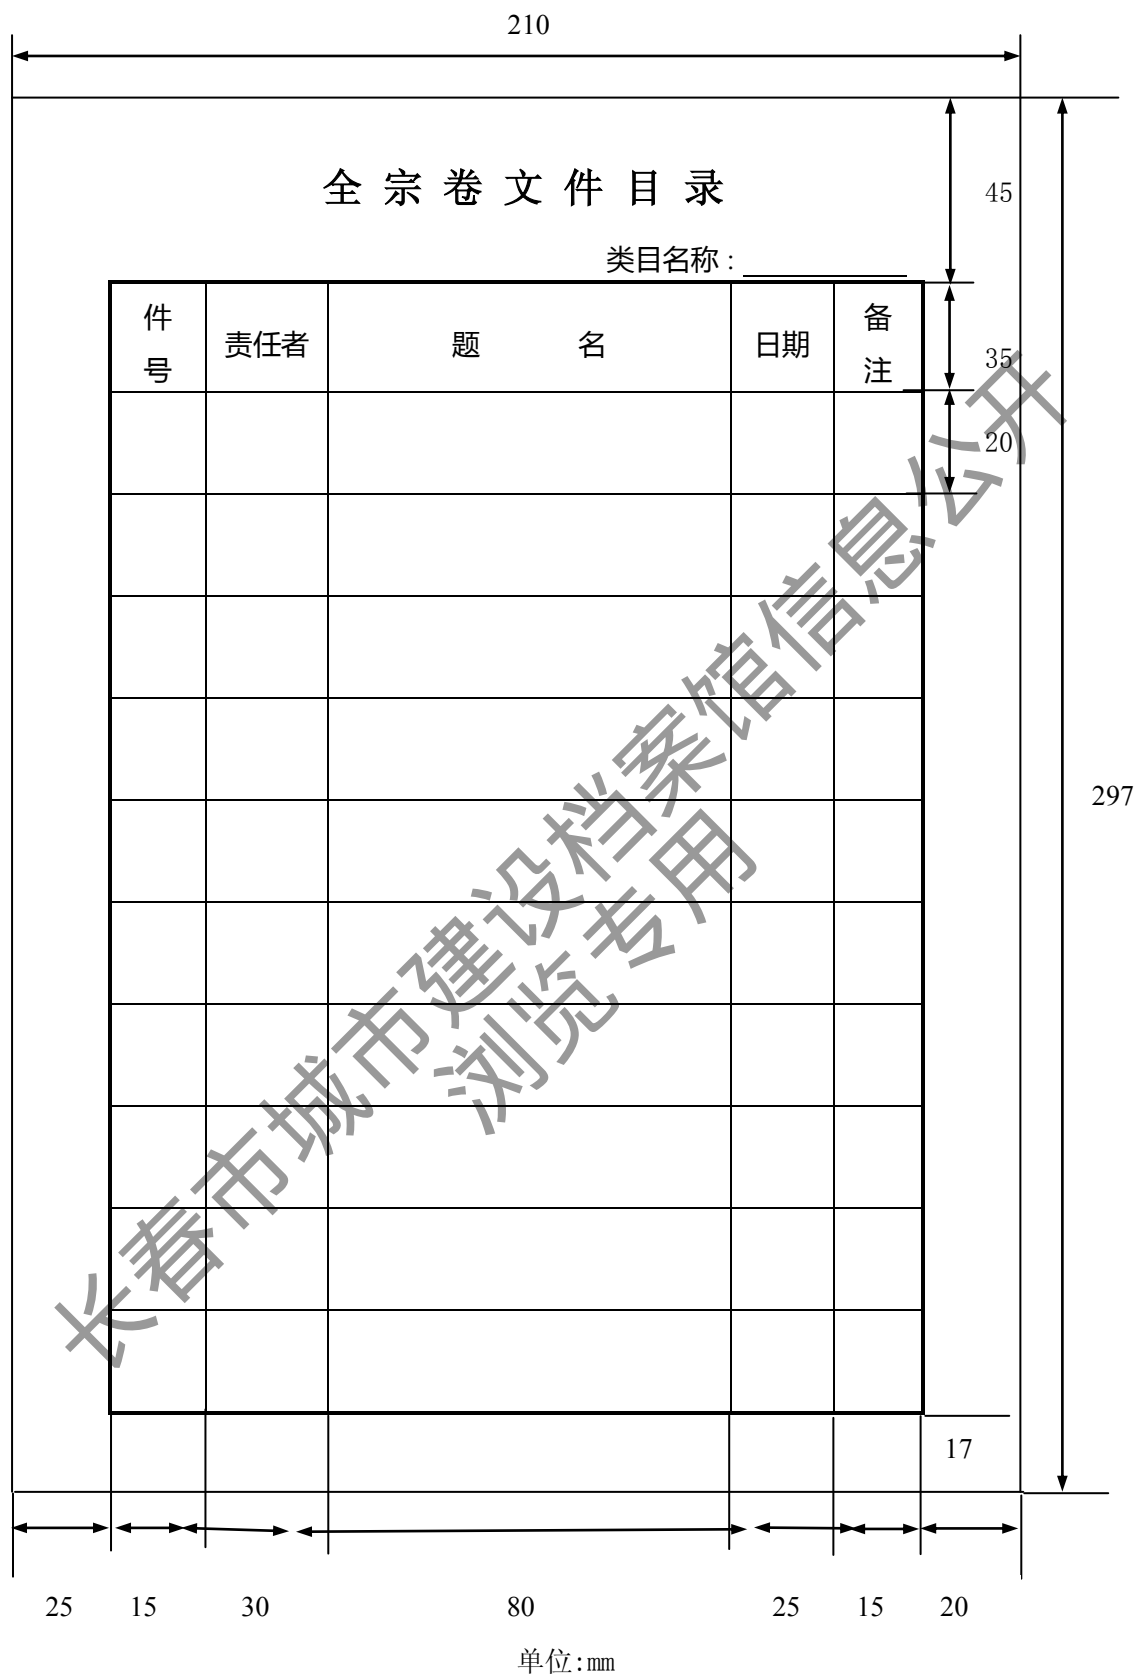 210
全宗卷文件目录
45
类目名称：
件号
责任者
题名
日期
备注
35
20
297
17
25 15 30 80 25 15 20
单位:mm
长春市城市建设档案馆信息公开
浏览专用